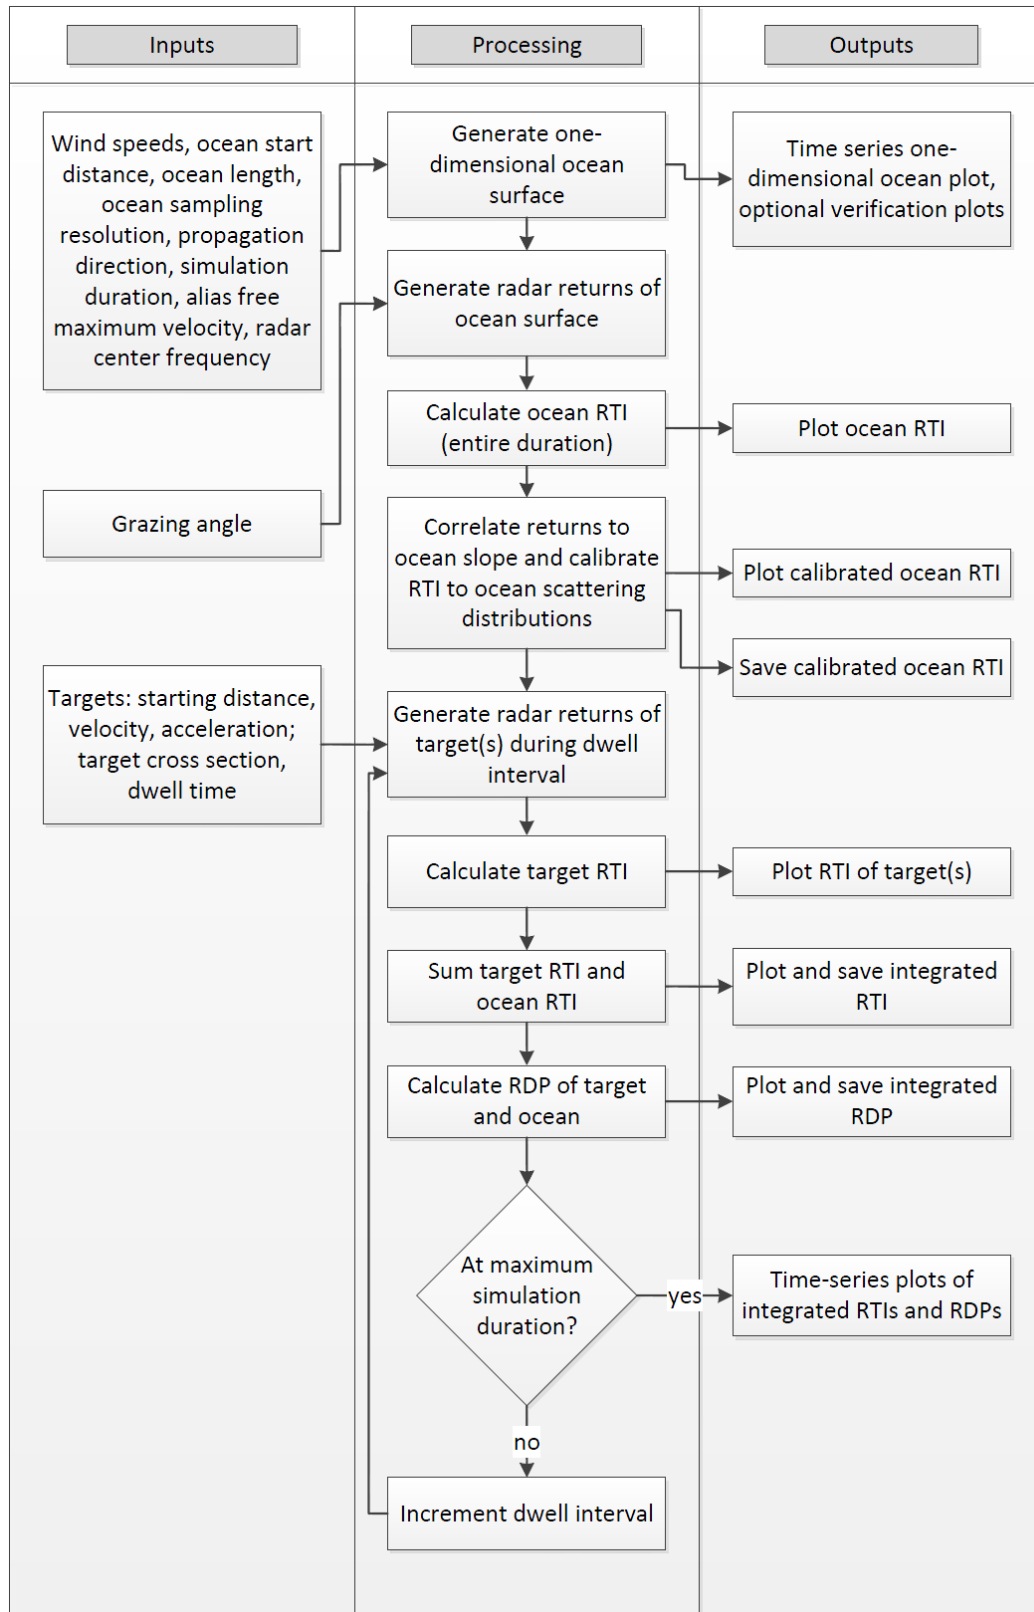 Inputs
Processing
Outputs
Wind speeds, ocean start
distance, ocean length,
ocean sampling
resolution, propagation
direction, simulation
duration, alias free
maximum velocity, radar
center frequency
Generate one-
dimensional ocean
surface
Time series one-
dimensional ocean plot,
optional verification plots
Generate radar returns of
ocean surface
Calculate ocean RTI
(entire duration)
Plot ocean RTI
Grazing angle
Correlate returns to
ocean slope and calibrate
RTI to ocean scattering
distributions
Plot calibrated ocean RTI
Save calibrated ocean RTI
Targets: starting distance,
velocity, acceleration;
target cross section,
dwell time
Generate radar returns of
target(s) during dwell
interval
Calculate target RTI
Plot RTI of target(s)
Sum target RTI and
ocean RTI
Plot and save integrated
RTI
Calculate RDP of target
and ocean
Plot and save integrated
RDP
At maximum
simulation
duration?
yes
Time-series plots of
integrated RTIs and RDPs
no
Increment dwell interval